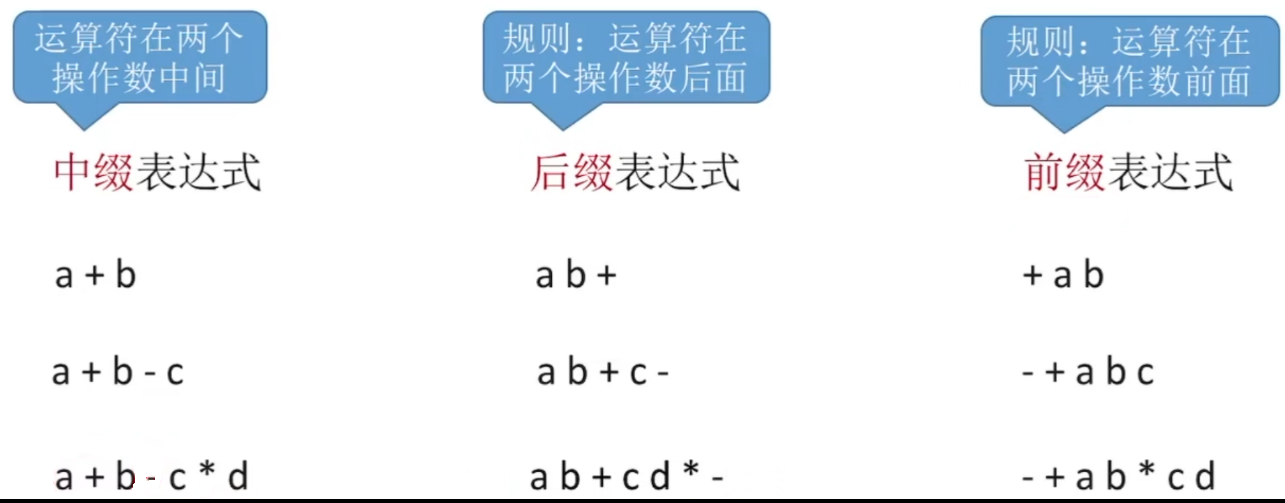 运算符在两个
操作数中间
规则：运算符在
两个操作数后面
规则：运算符在
两个操作数前面
中缀表达式
后缀表达式
前缀表达式
a + b
a b +
+ a b
a + b - c
a b + c -
- + a b c
a + b - c * d
a b + c d * -
- + a b * c d